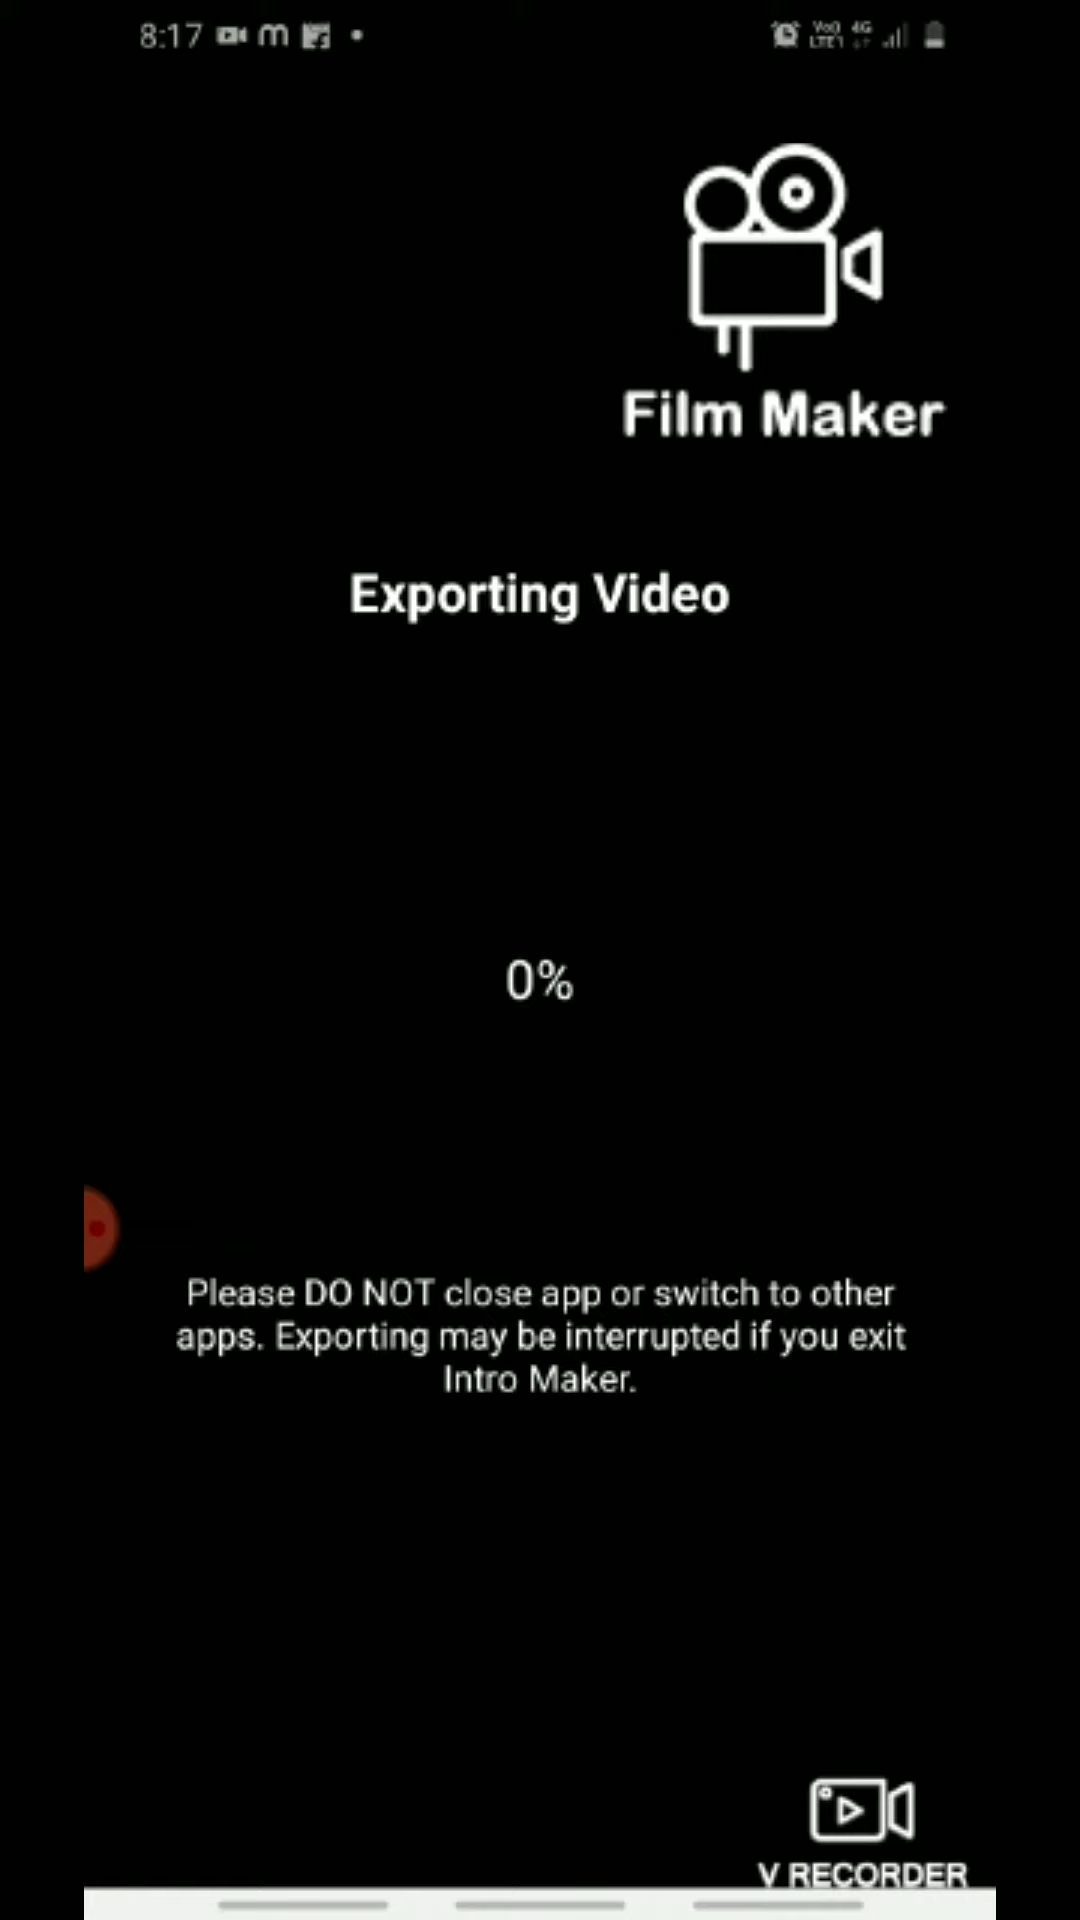 8:17
Film Maker
Exporting Video
0%
Please DO NOT close app or switch to other
apps. Exporting may be interrupted if you exit
Intro Maker.
V RECORDER